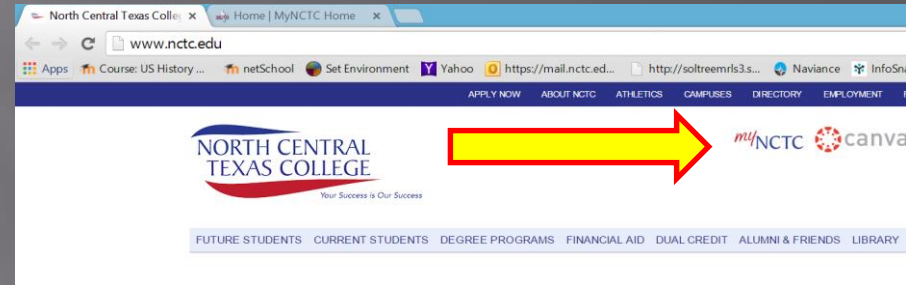 North Central Texas Colle
Home | MyNCTC Home
www.nctc.edu
Apps Course: US History ... netSchool Set Environment Yahoo https://mail.nctc.ed... http://soltreemrls3.s... Naviance InfoSna
APPLY NOW ABOUT NCTC ATHLETICS CAMPUSES DIRECTORY EMPLOYMENT
NORTH CENTRAL
TEXAS COLLEGE
Your Success is Our Success
myNCTC canva
FUTURE STUDENTS CURRENT STUDENTS DEGREE PROGRAMS FINANCIAL AID DUAL CREDIT ALUMNI & FRIENDS LIBRARY